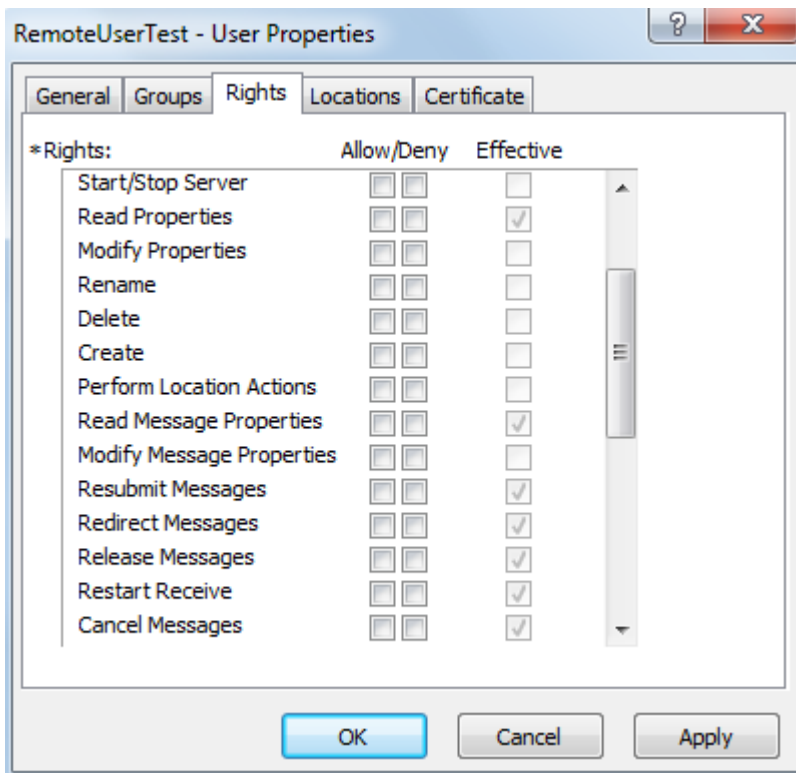 RemoteUserTest - User Properties
General Groups Rights Locations Certificate
*Rights: Allow/Deny Effective
Start/Stop Server
Read Properties
Modify Properties
Rename
Delete
Create
Perform Location Actions
Read Message Properties
Modify Message Properties
Resubmit Messages
Redirect Messages
Release Messages
Restart Receive
Cancel Messages
OK Cancel Apply